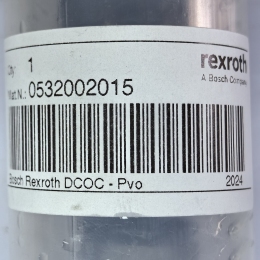 Qty: 1
rexroth
A Bosch Company
Mat.N.: 0532002015
Bosch Rexroth DCOC - Pvo
2024